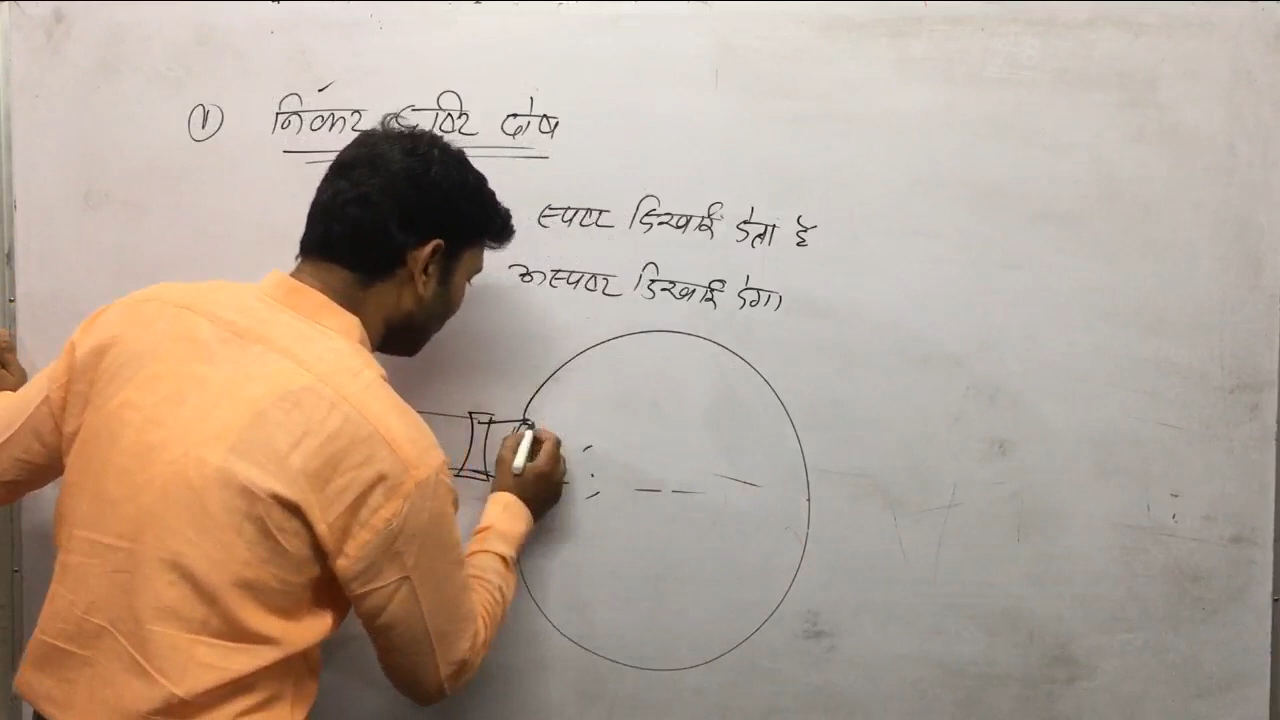 ① निकट दृष्टि दोष
स्पष्ट दिखाई देता है
अस्पष्ट दिखाई देगा